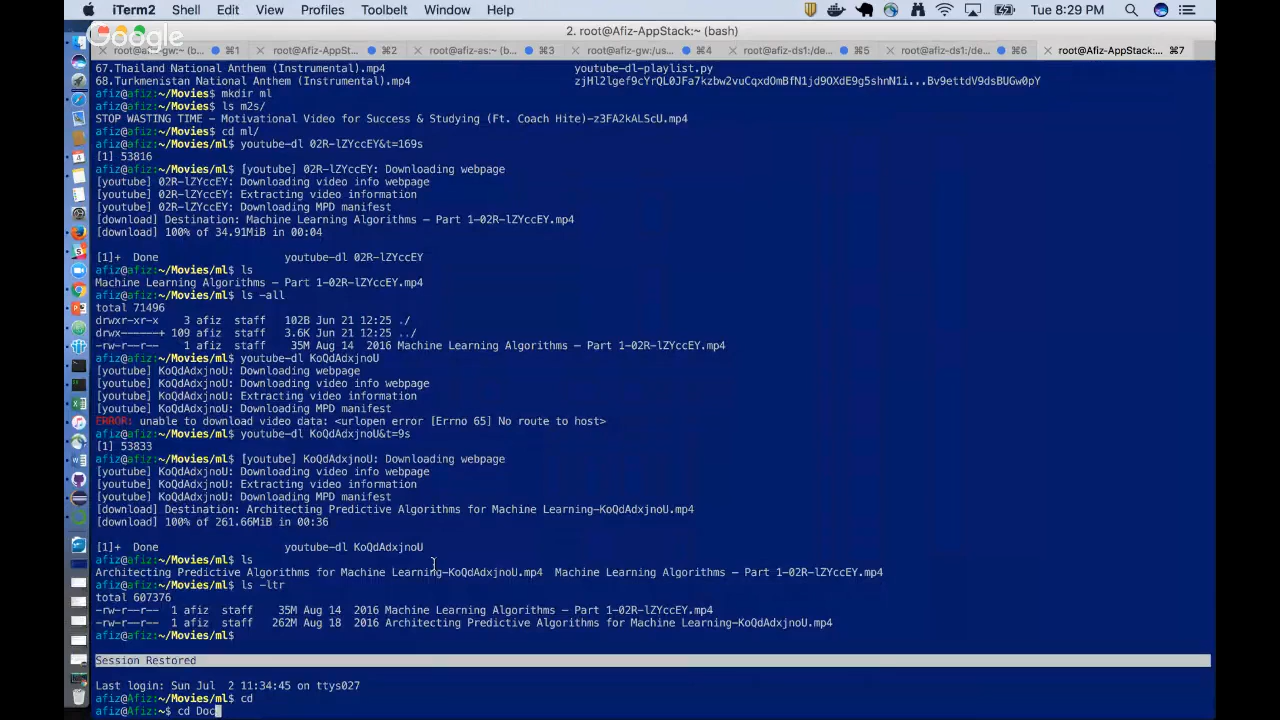 iTerm2 Shell Edit View Profiles Toolbelt Window Help Tue 8:29 PM
Google
2. root@Afiz-AppStack:~ (bash)
root@afiz-gw:~ (b... ⌘1 root@Afiz-AppSt... ⌘2 root@afiz-as:~ (b... ⌘3 root@afiz-gw:/us... ⌘4 root@afiz-ds1:/de... ⌘5 root@afiz-ds1:/de... ⌘6 root@Afiz-AppStack:... ⌘7
67.Thailand National Anthem (Instrumental).mp4 youtube-dl-playlist.py
68.Turkmenistan National Anthem (Instrumental).mp4 zjHl2lgef9cYrQL0JFa7kzbw2vuCqxdOmBfN1jd9OXdE9g5shnN1i...Bv9ettdV9dsBUGw0pY
afiz@afiz:~/Movies$ mkdir ml
afiz@afiz:~/Movies$ ls m2s/
STOP WASTING TIME - Motivational Video for Success & Studying (Ft. Coach Hite)-z3FA2kALScU.mp4
afiz@afiz:~/Movies$ cd ml/
afiz@afiz:~/Movies/ml$ youtube-dl 02R-lZYccEY&t=169s
[1] 53816
afiz@afiz:~/Movies/ml$ [youtube] 02R-lZYccEY: Downloading webpage
[youtube] 02R-lZYccEY: Downloading video info webpage
[youtube] 02R-lZYccEY: Extracting video information
[youtube] 02R-lZYccEY: Downloading MPD manifest
[download] Destination: Machine Learning Algorithms – Part 1-02R-lZYccEY.mp4
[download] 100% of 34.91MiB in 00:04
[1]+ Done youtube-dl 02R-lZYccEY
afiz@afiz:~/Movies/ml$ ls
Machine Learning Algorithms – Part 1-02R-lZYccEY.mp4
afiz@afiz:~/Movies/ml$ ls -all
total 71496
drwxr-xr-x 3 afiz staff 102B Jun 21 12:25 ./
drwx------+ 109 afiz staff 3.6K Jun 21 12:25 ../
-rw-r--r-- 1 afiz staff 35M Aug 14 2016 Machine Learning Algorithms – Part 1-02R-lZYccEY.mp4
afiz@afiz:~/Movies/ml$ youtube-dl KoQdAdxjnoU
[youtube] KoQdAdxjnoU: Downloading webpage
[youtube] KoQdAdxjnoU: Downloading video info webpage
[youtube] KoQdAdxjnoU: Extracting video information
[youtube] KoQdAdxjnoU: Downloading MPD manifest
ERROR: unable to download video data: <urlopen error [Errno 65] No route to host>
afiz@afiz:~/Movies/ml$ youtube-dl KoQdAdxjnoU&t=9s
[1] 53833
afiz@afiz:~/Movies/ml$ [youtube] KoQdAdxjnoU: Downloading webpage
[youtube] KoQdAdxjnoU: Downloading video info webpage
[youtube] KoQdAdxjnoU: Extracting video information
[youtube] KoQdAdxjnoU: Downloading MPD manifest
[download] Destination: Architecting Predictive Algorithms for Machine Learning-KoQdAdxjnoU.mp4
[download] 100% of 261.66MiB in 00:36
[1]+ Done youtube-dl KoQdAdxjnoU
afiz@afiz:~/Movies/ml$ ls
Architecting Predictive Algorithms for Machine Learning-KoQdAdxjnoU.mp4 Machine Learning Algorithms – Part 1-02R-lZYccEY.mp4
afiz@afiz:~/Movies/ml$ ls -ltr
total 607376
-rw-r--r-- 1 afiz staff 35M Aug 14 2016 Machine Learning Algorithms – Part 1-02R-lZYccEY.mp4
-rw-r--r-- 1 afiz staff 262M Aug 18 2016 Architecting Predictive Algorithms for Machine Learning-KoQdAdxjnoU.mp4
afiz@afiz:~/Movies/ml$
Session Restored
Last login: Sun Jul 2 11:34:45 on ttys027
afiz@Afiz:~/Movies/ml$ cd
afiz@Afiz:~$ cd Doc